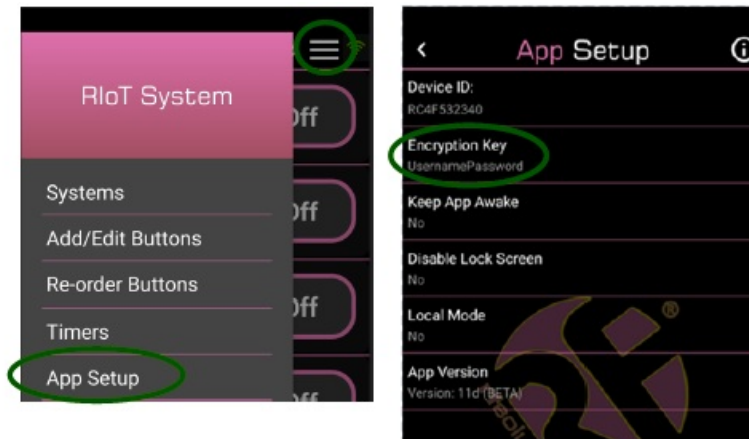 RIoT System
Off
Systems
Off
Add/Edit Buttons
Re-order Buttons
Off
Timers
App Setup
App Setup
Device ID:
RC4F532340
Encryption Key
UsernamePassword
Keep App Awake
No
Disable Lock Screen
No
Local Mode
No
App Version
Version: 11d (BETA)